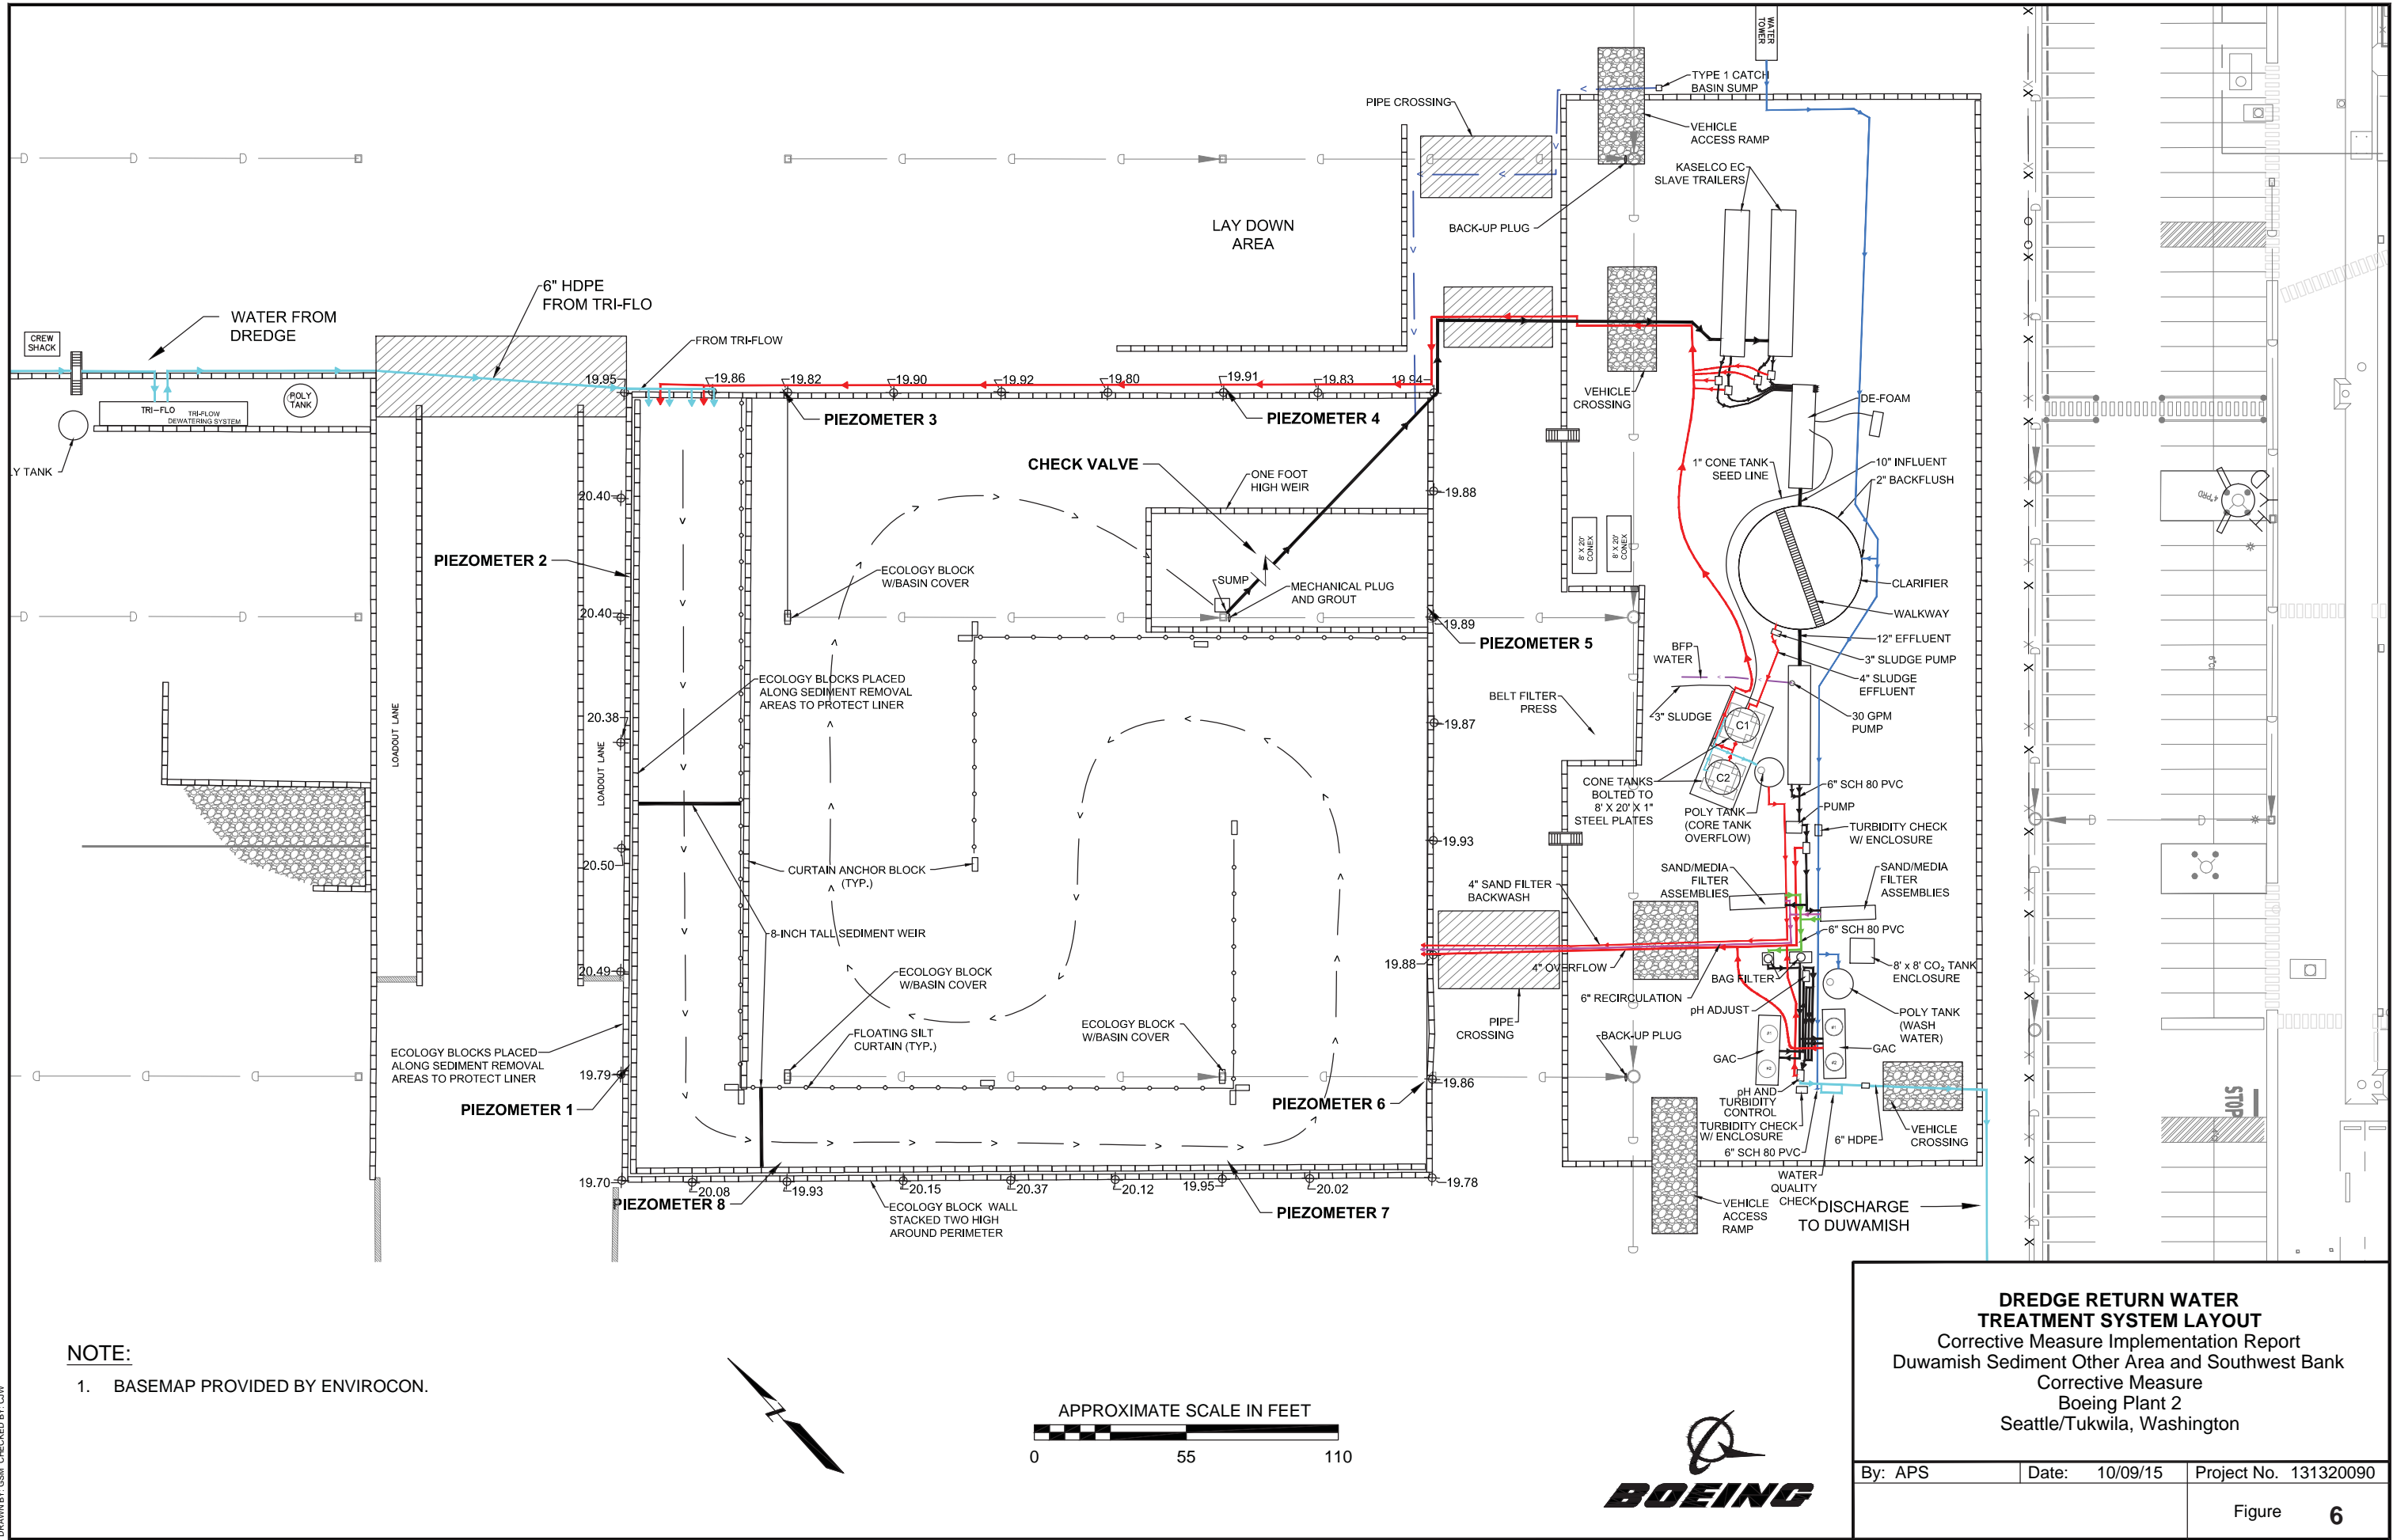 WATER
TOWER
TYPE 1 CATCH
BASIN SUMP
PIPE CROSSING
VEHICLE
ACCESS RAMP
KASELCO EC
SLAVE TRAILERS
LAY DOWN
AREA
BACK-UP PLUG
6" HDPE
FROM TRI-FLO
WATER FROM
DREDGE
CREW
SHACK
FROM TRI-FLOW
19.95
19.86
19.82
19.90
19.92
19.80
19.91
19.83
19.94
POLY
TANK
TRI-FLO
TRI-FLOW
DEWATERING SYSTEM
VEHICLE
CROSSING
DE-FOAM
PIEZOMETER 3
PIEZOMETER 4
Y TANK
CHECK VALVE
1" CONE TANK
SEED LINE
10" INFLUENT
2" BACKFLUSH
ONE FOOT
HIGH WEIR
20.40
19.88
4"PRD
8' X 20'
CONEX
8' X 20'
CONEX
PIEZOMETER 2
ECOLOGY BLOCK
W/BASIN COVER
SUMP
MECHANICAL PLUG
AND GROUT
CLARIFIER
WALKWAY
20.40
19.89
PIEZOMETER 5
12" EFFLUENT
BFP
WATER
3" SLUDGE PUMP
4" SLUDGE
EFFLUENT
ECOLOGY BLOCKS PLACED
ALONG SEDIMENT REMOVAL
AREAS TO PROTECT LINER
BELT FILTER
PRESS
3" SLUDGE
30 GPM
PUMP
20.38
19.87
C1
C2
LOADOUT LANE
LOADOUT LANE
CONE TANKS
BOLTED TO
8' X 20' X 1"
STEEL PLATES
6" SCH 80 PVC
POLY TANK
(CORE TANK
OVERFLOW)
PUMP
TURBIDITY CHECK
W/ ENCLOSURE
19.93
20.50
CURTAIN ANCHOR BLOCK
(TYP.)
SAND/MEDIA
FILTER
ASSEMBLIES
SAND/MEDIA
FILTER
ASSEMBLIES
4" SAND FILTER
BACKWASH
8-INCH TALL SEDIMENT WEIR
6" SCH 80 PVC
20.49
ECOLOGY BLOCK
W/BASIN COVER
19.88
4" OVERFLOW
BAG FILTER
8' x 8' CO₂ TANK
ENCLOSURE
6" RECIRCULATION
pH ADJUST
PIPE
CROSSING
POLY TANK
(WASH
WATER)
FLOATING SILT
CURTAIN (TYP.)
ECOLOGY BLOCK
W/BASIN COVER
BACK-UP PLUG
GAC
GAC
ECOLOGY BLOCKS PLACED
ALONG SEDIMENT REMOVAL
AREAS TO PROTECT LINER
19.79
19.86
PIEZOMETER 1
PIEZOMETER 6
pH AND
TURBIDITY
CONTROL
TURBIDITY CHECK
W/ ENCLOSURE
6" HDPE
VEHICLE
CROSSING
6" SCH 80 PVC
STOP
19.70
20.08
19.93
20.15
20.37
20.12
19.95
20.02
19.78
WATER
QUALITY
CHECK
PIEZOMETER 8
ECOLOGY BLOCK WALL
STACKED TWO HIGH
AROUND PERIMETER
PIEZOMETER 7
VEHICLE
ACCESS
RAMP
DISCHARGE
TO DUWAMISH
NOTE:
1. BASEMAP PROVIDED BY ENVIROCON.
APPROXIMATE SCALE IN FEET
0 55 110
BOEING
DREDGE RETURN WATER
TREATMENT SYSTEM LAYOUT
Corrective Measure Implementation Report
Duwamish Sediment Other Area and Southwest Bank
Corrective Measure
Boeing Plant 2
Seattle/Tukwila, Washington
By: APS
Date: 10/09/15
Project No. 131320090
Figure 6
DRAWN BY: GSM CHECKED BY: CJW